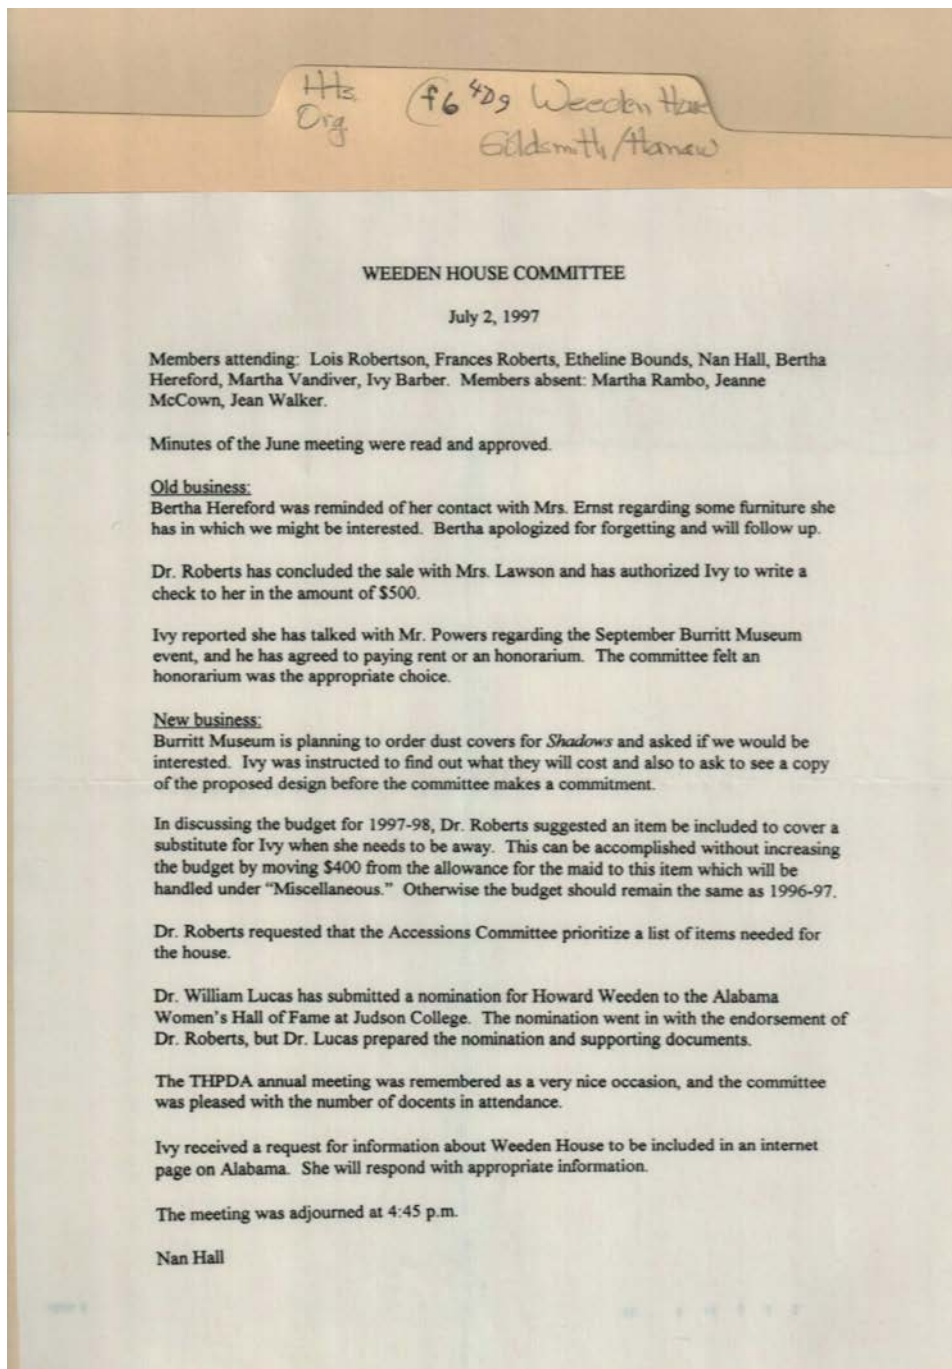 Hts. (f6 4D9 Weeden House
Org Goldsmith/
WEEDEN HOUSE COMMITTEE
July 2, 1997
Members attending: Lois Robertson, Frances Roberts, Etheline Bounds, Nan Hall, Bertha
Hereford, Martha Vandiver, Ivy Barber. Members absent: Martha Rambo, Jeanne
McCown, Jean Walker.
Minutes of the June meeting were read and approved.
Old business:
Bertha Hereford was reminded of her contact with Mrs. Ernst regarding some furniture she
has in which we might be interested. Bertha apologized for forgetting and will follow up.
Dr. Roberts has concluded the sale with Mrs. Lawson and has authorized Ivy to write a
check to her in the amount of $500.
Ivy reported she has talked with Mr. Powers regarding the September Burritt Museum
event, and he has agreed to paying rent or an honorarium. The committee felt an
honorarium was the appropriate choice.
New business:
Burritt Museum is planning to order dust covers for Shadows and asked if we would be
interested. Ivy was instructed to find out what they will cost and also to ask to see a copy
of the proposed design before the committee makes a commitment.
In discussing the budget for 1997-98, Dr. Roberts suggested an item be included to cover a
substitute for Ivy when she needs to be away. This can be accomplished without increasing
the budget by moving $400 from the allowance for the maid to this item which will be
handled under “Miscellaneous.” Otherwise the budget should remain the same as 1996-97.
Dr. Roberts requested that the Accessions Committee prioritize a list of items needed for
the house.
Dr. William Lucas has submitted a nomination for Howard Weeden to the Alabama
Women's Hall of Fame at Judson College. The nomination went in with the endorsement of
Dr. Roberts, but Dr. Lucas prepared the nomination and supporting documents.
The THPDA annual meeting was remembered as a very nice occasion, and the committee
was pleased with the number of docents in attendance.
Ivy received a request for information about Weeden House to be included in an internet
page on Alabama. She will respond with appropriate information.
The meeting was adjourned at 4:45 p.m.
Nan Hall